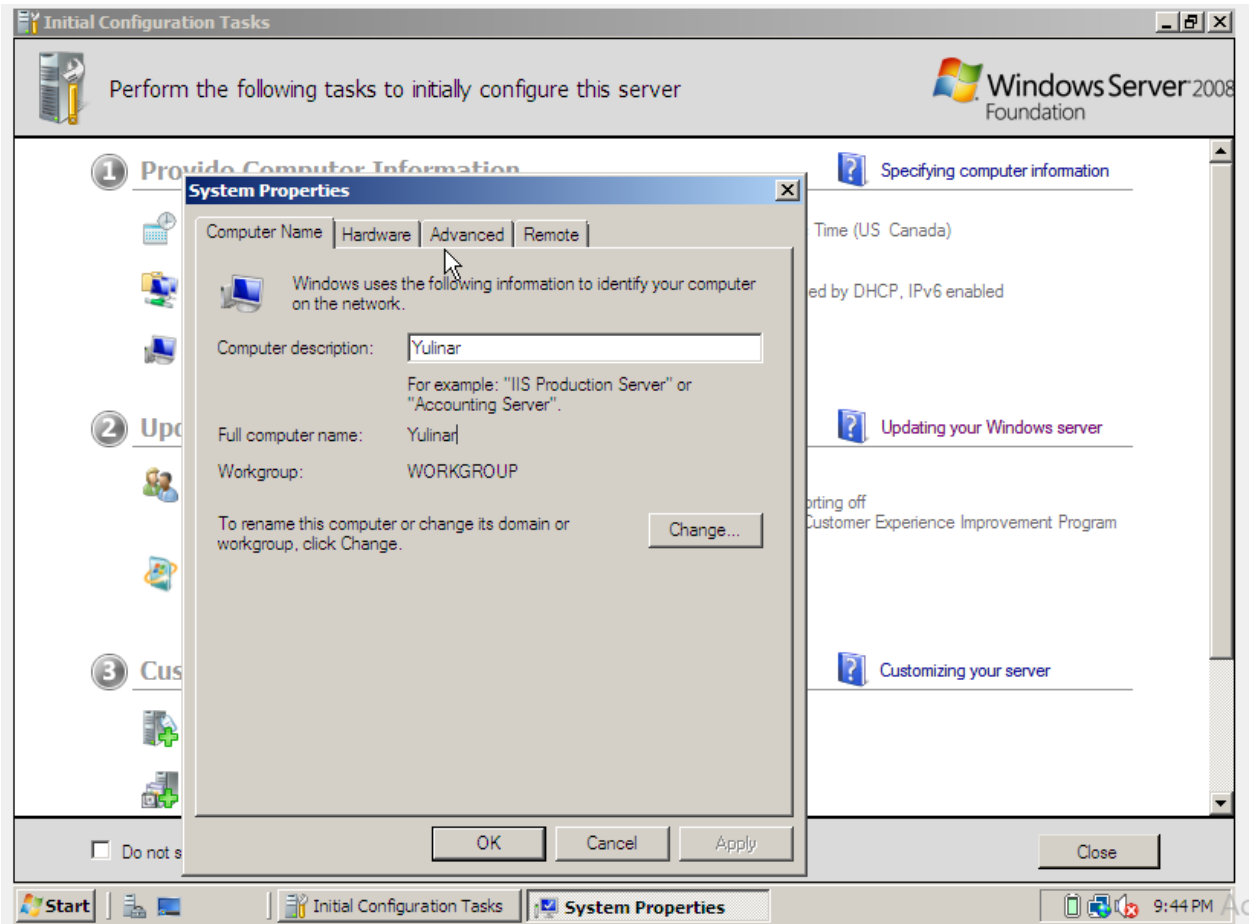 Initial Configuration Tasks
Perform the following tasks to initially configure this server
Windows Server 2008
Foundation
1 Provide Computer Information
Specifying computer information
System Properties
Computer Name Hardware Advanced Remote
Time (US Canada)
Windows uses the following information to identify your computer
on the network.
ed by DHCP, IPv6 enabled
Computer description: Yulinar
For example: "IIS Production Server" or
"Accounting Server".
2 Upd
Updating your Windows server
Full computer name: Yulinar
Workgroup: WORKGROUP
orting off
Customer Experience Improvement Program
To rename this computer or change its domain or
workgroup, click Change.
Change...
3 Cus
Customizing your server
OK Cancel Apply
Do not s
Close
Start Initial Configuration Tasks System Properties 9:44 PM Ac